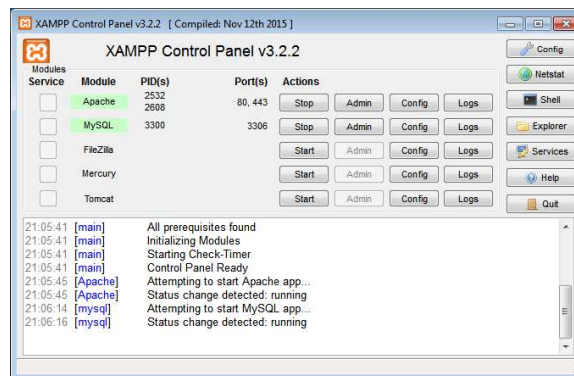 XAMPP Control Panel v3.2.2 [ Compiled: Nov 12th 2015 ]
XAMPP Control Panel v3.2.2
Config
Modules
Service Module PID(s) Port(s) Actions
Netstat
Apache 2532 2608 80, 443 Stop Admin Config Logs
Shell
MySQL 3300 3306 Stop Admin Config Logs
Explorer
FileZilla Start Admin Config Logs
Services
Mercury Start Admin Config Logs
Help
Tomcat Start Admin Config Logs
Quit
21:05:41 [main] All prerequisites found
21:05:41 [main] Initializing Modules
21:05:41 [main] Starting Check-Timer
21:05:41 [main] Control Panel Ready
21:05:45 [Apache] Attempting to start Apache app...
21:05:45 [Apache] Status change detected: running
21:06:14 [mysql] Attempting to start MySQL app...
21:06:16 [mysql] Status change detected: running